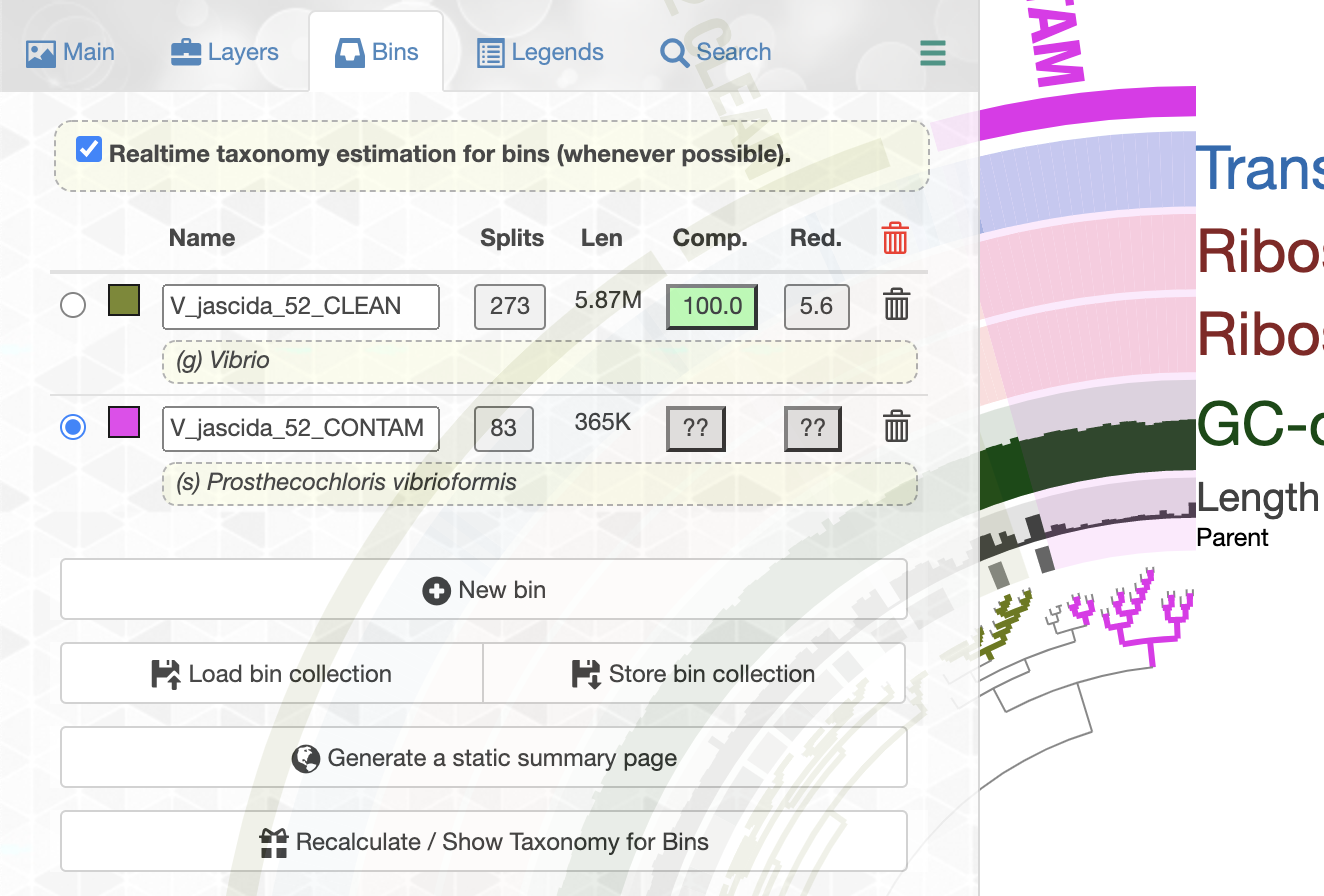 Main Layers Bins Legends Search
Realtime taxonomy estimation for bins (whenever possible).
Name Splits Len Comp. Red.
V_jascida_52_CLEAN 273 5.87M 100.0 5.6
(g) Vibrio
V_jascida_52_CONTAM 83 365K ?? ??
(s) Prosthecochloris vibrioformis
New bin
Load bin collection Store bin collection
Generate a static summary page
Recalculate / Show Taxonomy for Bins
CLEAN
TAM
Trans
Ribos
Ribos
GC-c
Length
Parent